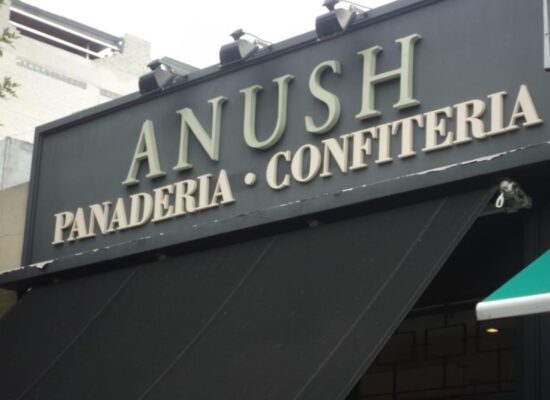 ANUSH
PANADERIA • CONFITERIA